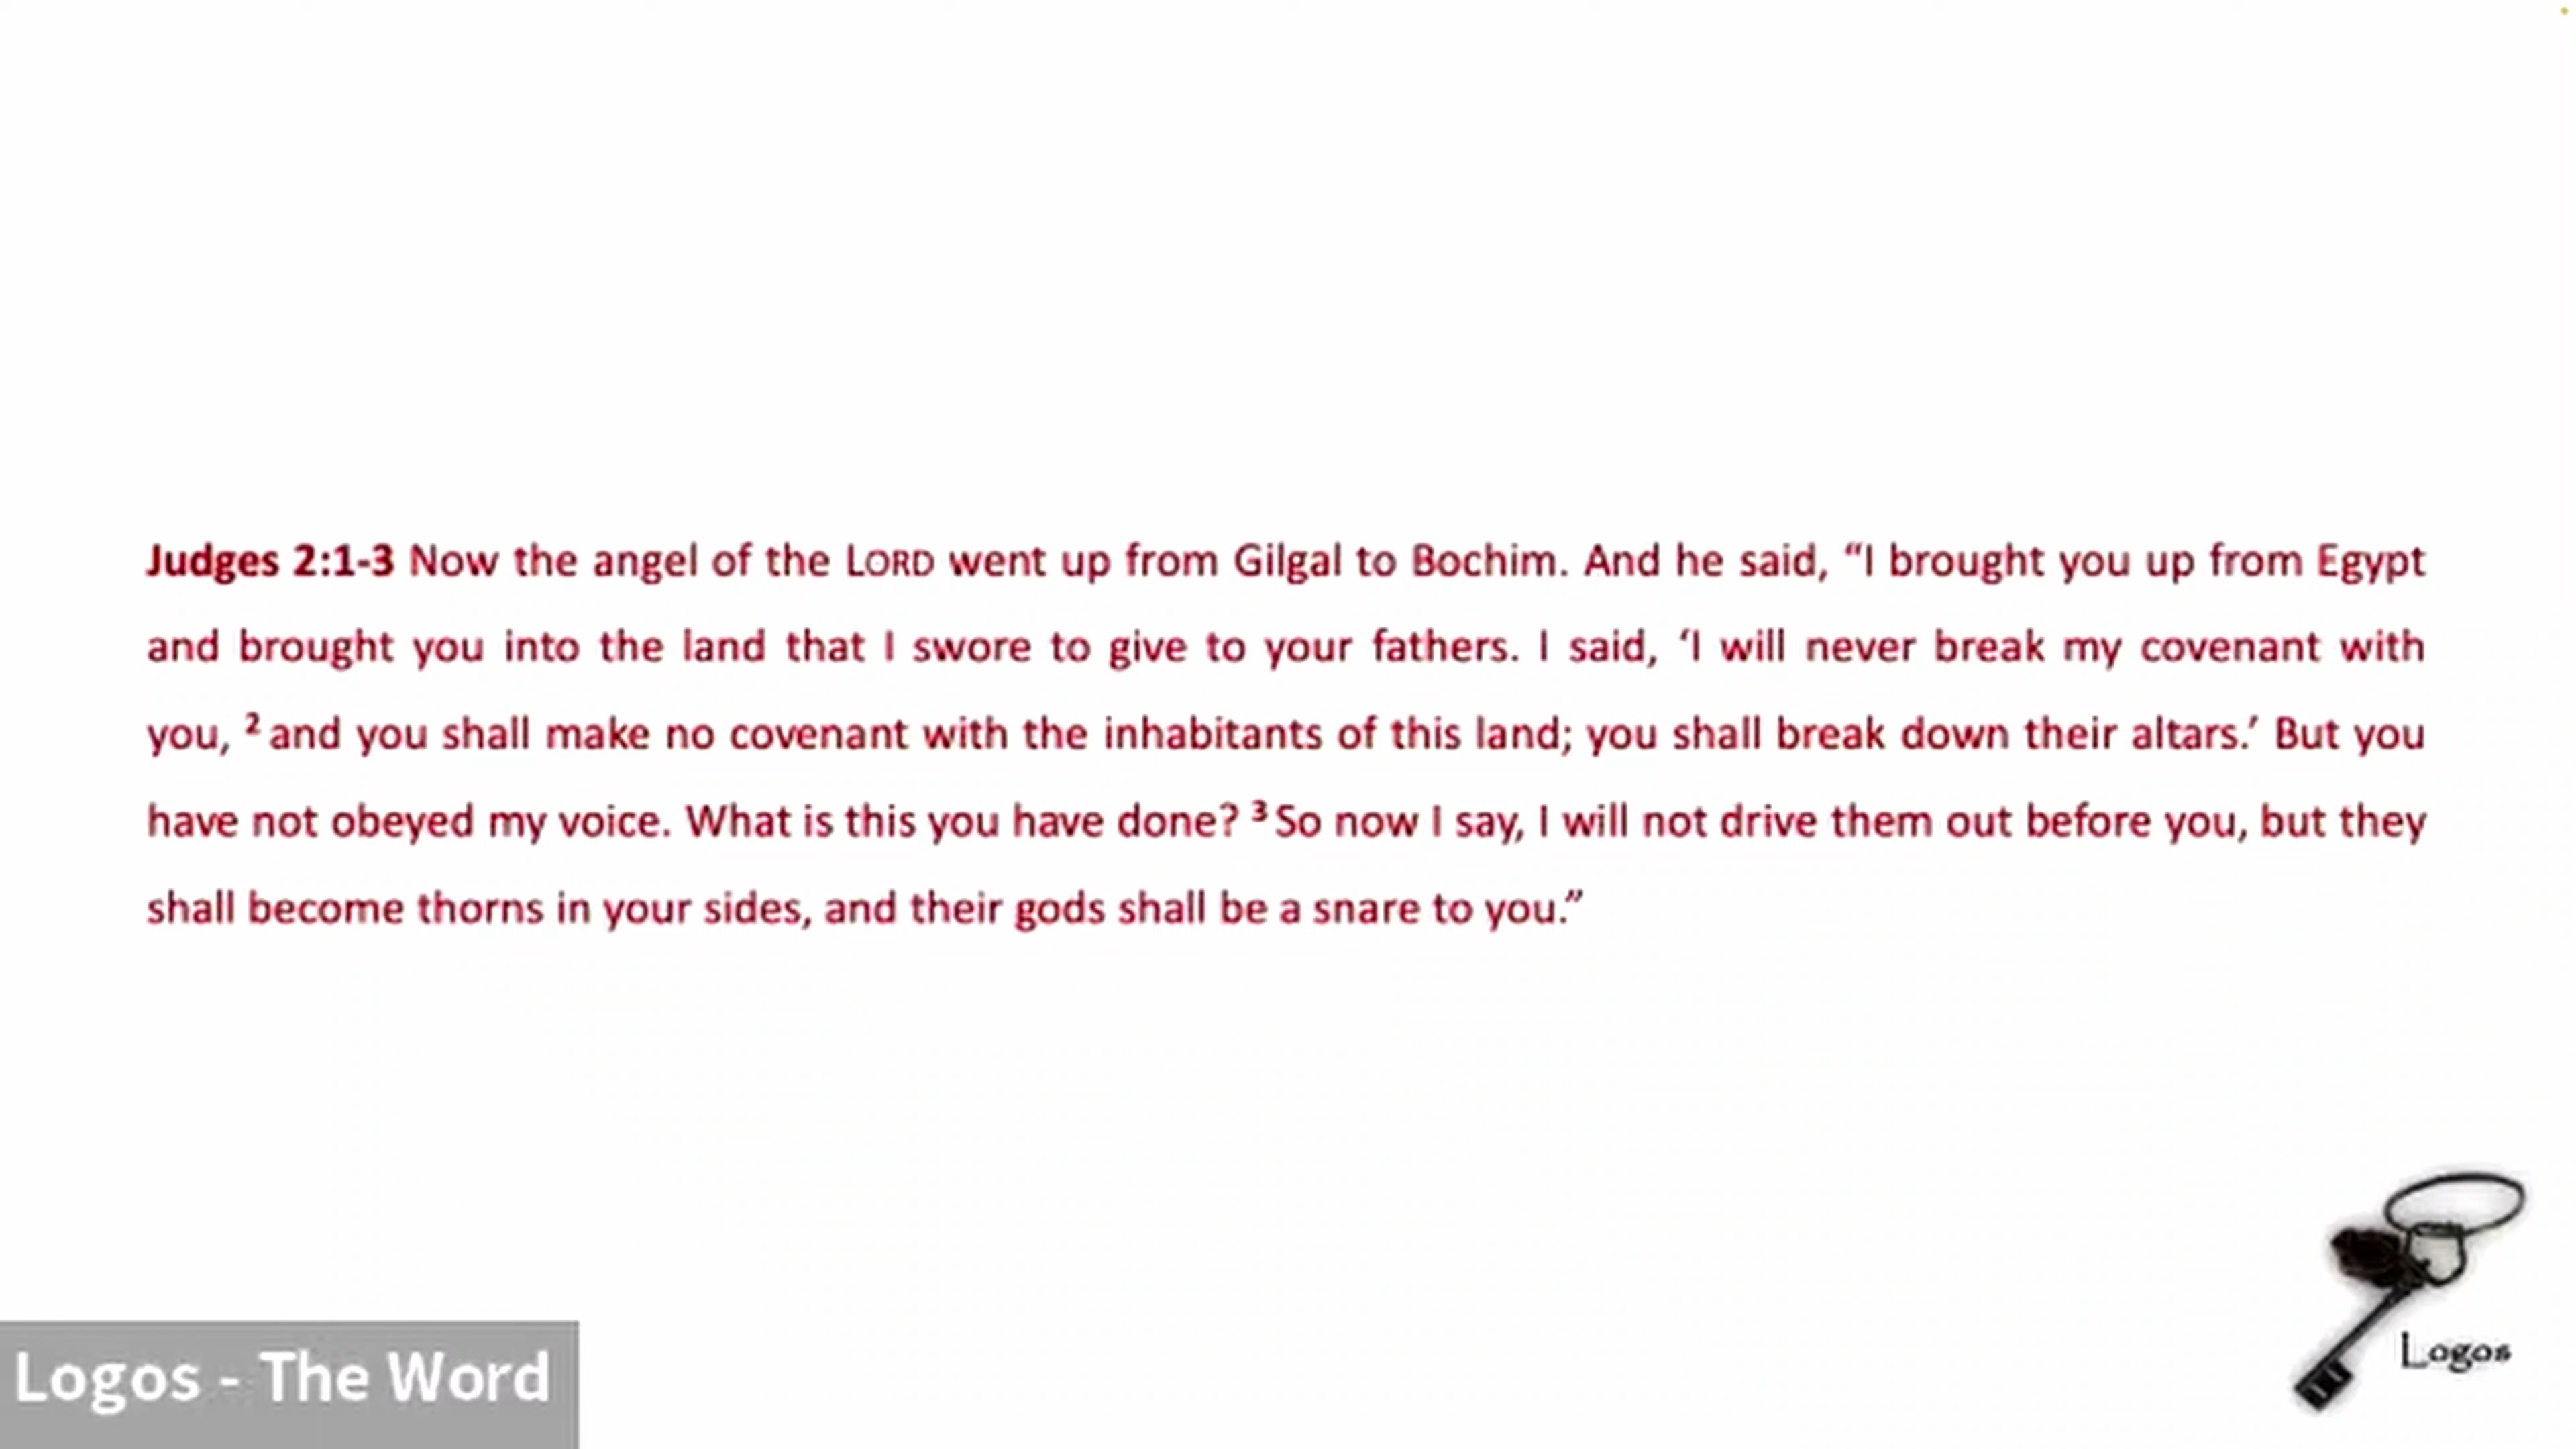 Judges 2:1-3 Now the angel of the LORD went up from Gilgal to Bochim. And he said, “I brought you up from Egypt
and brought you into the land that I swore to give to your fathers. I said, ‘I will never break my covenant with
you, ² and you shall make no covenant with the inhabitants of this land; you shall break down their altars.’ But you
have not obeyed my voice. What is this you have done? ³ So now I say, I will not drive them out before you, but they
shall become thorns in your sides, and their gods shall be a snare to you.”
Logos
Logos - The Word